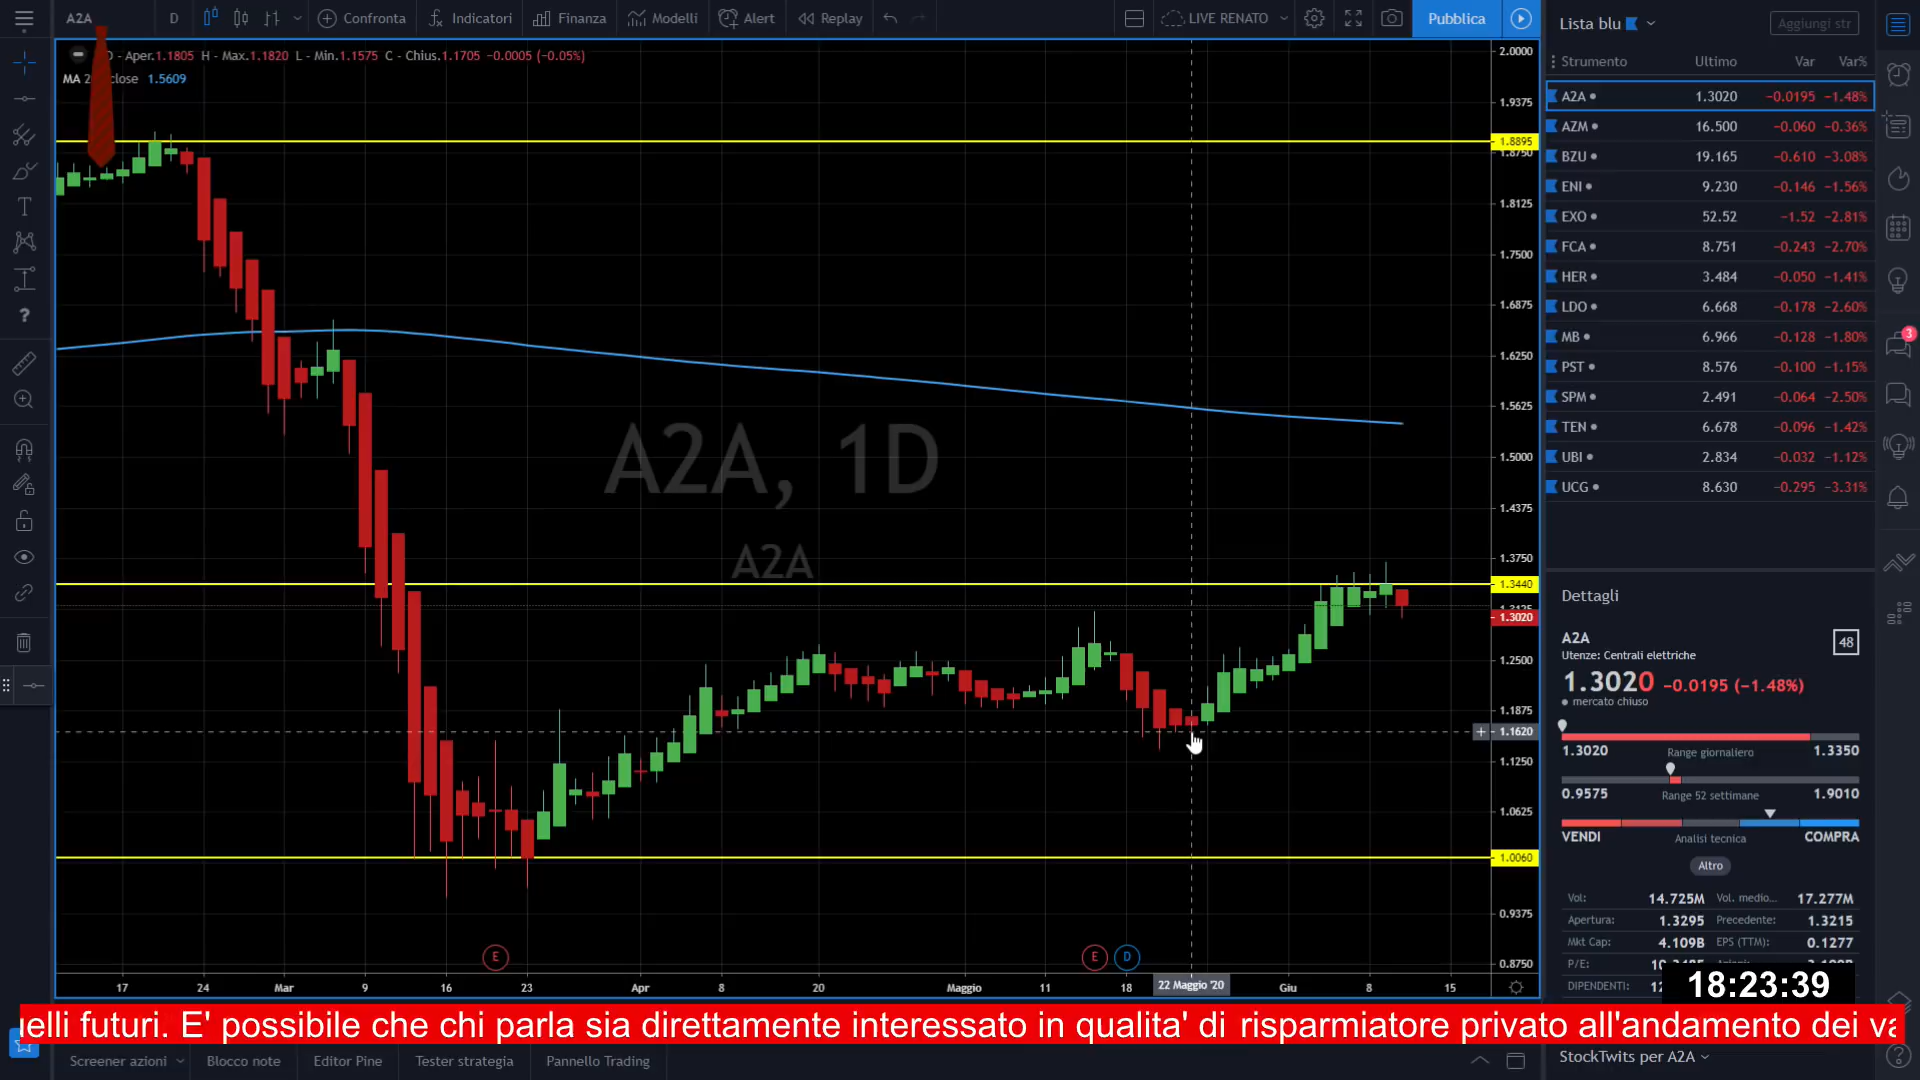 A2A D Confronta Indicatori Finanza Modelli Alert Replay LIVE RENATO Pubblica
Lista blu Aggiungi str
D - Aper.1.1805 H - Max.1.1820 L - Min.1.1575 C - Chius.1.1705 -0.0005 (-0.05%)
close 1.5609
Strumento Ultimo Var Var%
A2A 1.3020 −0.0195 −1.48%
AZM 16.500 −0.060 −0.36%
BZU 19.165 −0.610 −3.08%
ENI 9.230 −0.146 −1.56%
EXO 52.52 −1.52 −2.81%
FCA 8.751 −0.243 −2.70%
HER 3.484 −0.050 −1.41%
LDO 6.668 −0.178 −2.60%
MB 6.966 −0.128 −1.80%
PST 8.576 −0.100 −1.15%
SPM 2.491 −0.064 −2.50%
TEN 6.678 −0.096 −1.42%
UBI 2.834 −0.032 −1.12%
UCG 8.630 −0.295 −3.31%
3
2.0000
1.9375
1.8895
1.8750
1.8125
1.7500
1.6875
1.6250
1.5625
1.5000
1.4375
1.3750
1.3440
1.3020
1.2500
1.1875
1.1620
1.1250
1.0625
1.0060
0.9375
0.8750
A2A, 1D
A2A
E E D
17 24 Mar 9 16 23 Apr 8 20 Maggio 11 18 22 Maggio '20 Giu 8 15
Dettagli
A2A 48
Utenze: Centrali elettriche
1.3020 −0.0195 (−1.48%)
mercato chiuso
1.3020 Range giornaliero 1.3350
0.9575 Range 52 settimane 1.9010
VENDI Analisi tecnica COMPRA
Altro
Vol: 14.725M Vol. medio... 17.277M
Apertura: 1.3295 Precedente: 1.3215
Mkt Cap: 4.109B EPS (TTM): 0.1277
P/E:
DIPENDENTI:
18:23:39
uelli futuri. E' possibile che chi parla sia direttamente interessato in qualita' di risparmiatore privato all'andamento dei va
Screener azioni Blocco note Editor Pine Tester strategia Pannello Trading
StockTwits per A2A